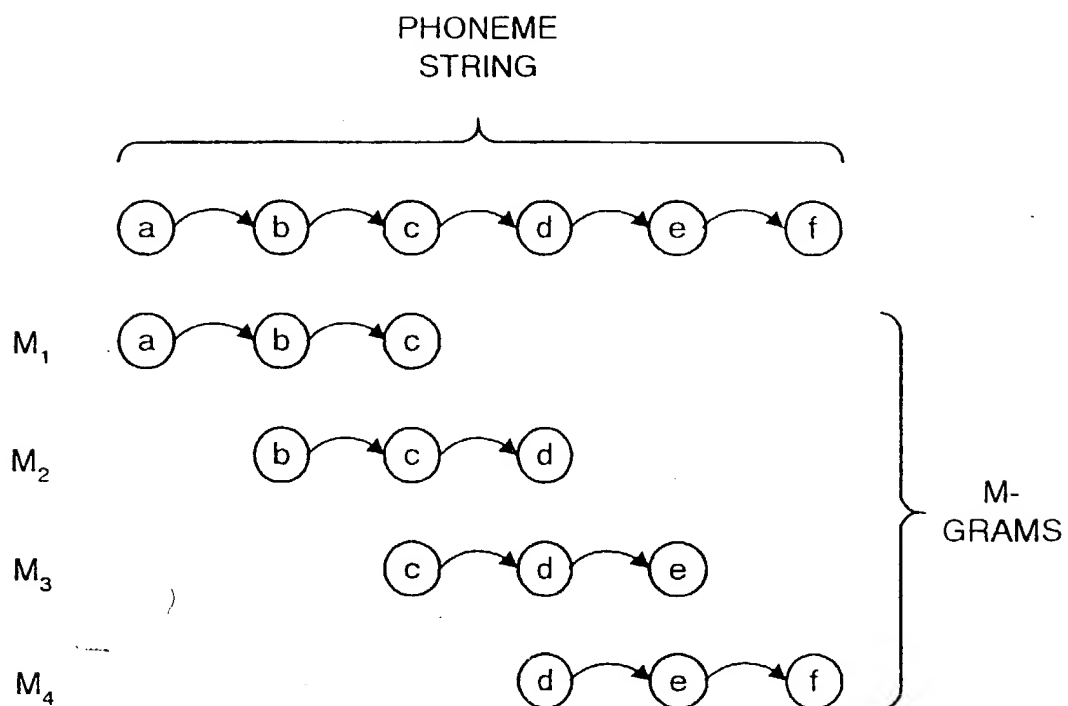 PHONEME
STRING
a b c d e f
M₁ a b c
M₂ b c d
M₃ c d e
M₄ d e f
M-
GRAMS